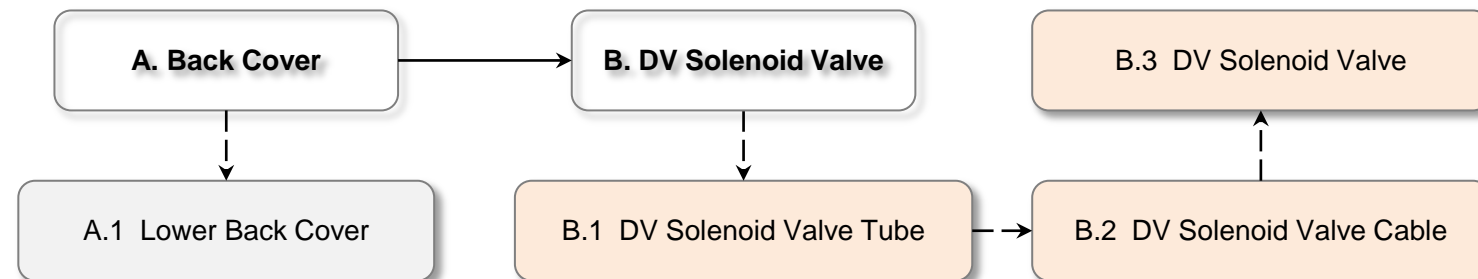 A. Back Cover
B. DV Solenoid Valve
B.3 DV Solenoid Valve
A.1 Lower Back Cover
B.1 DV Solenoid Valve Tube
B.2 DV Solenoid Valve Cable